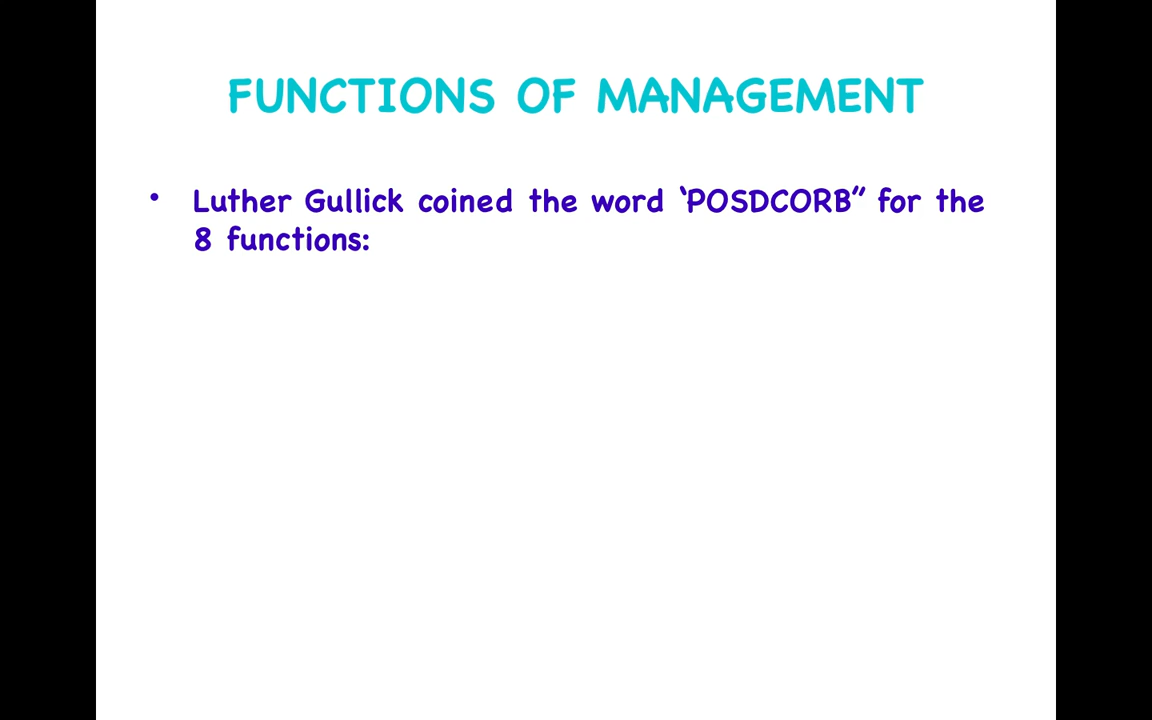 FUNCTIONS OF MANAGEMENT
• Luther Gullick coined the word ‘POSDCORB” for the
8 functions: